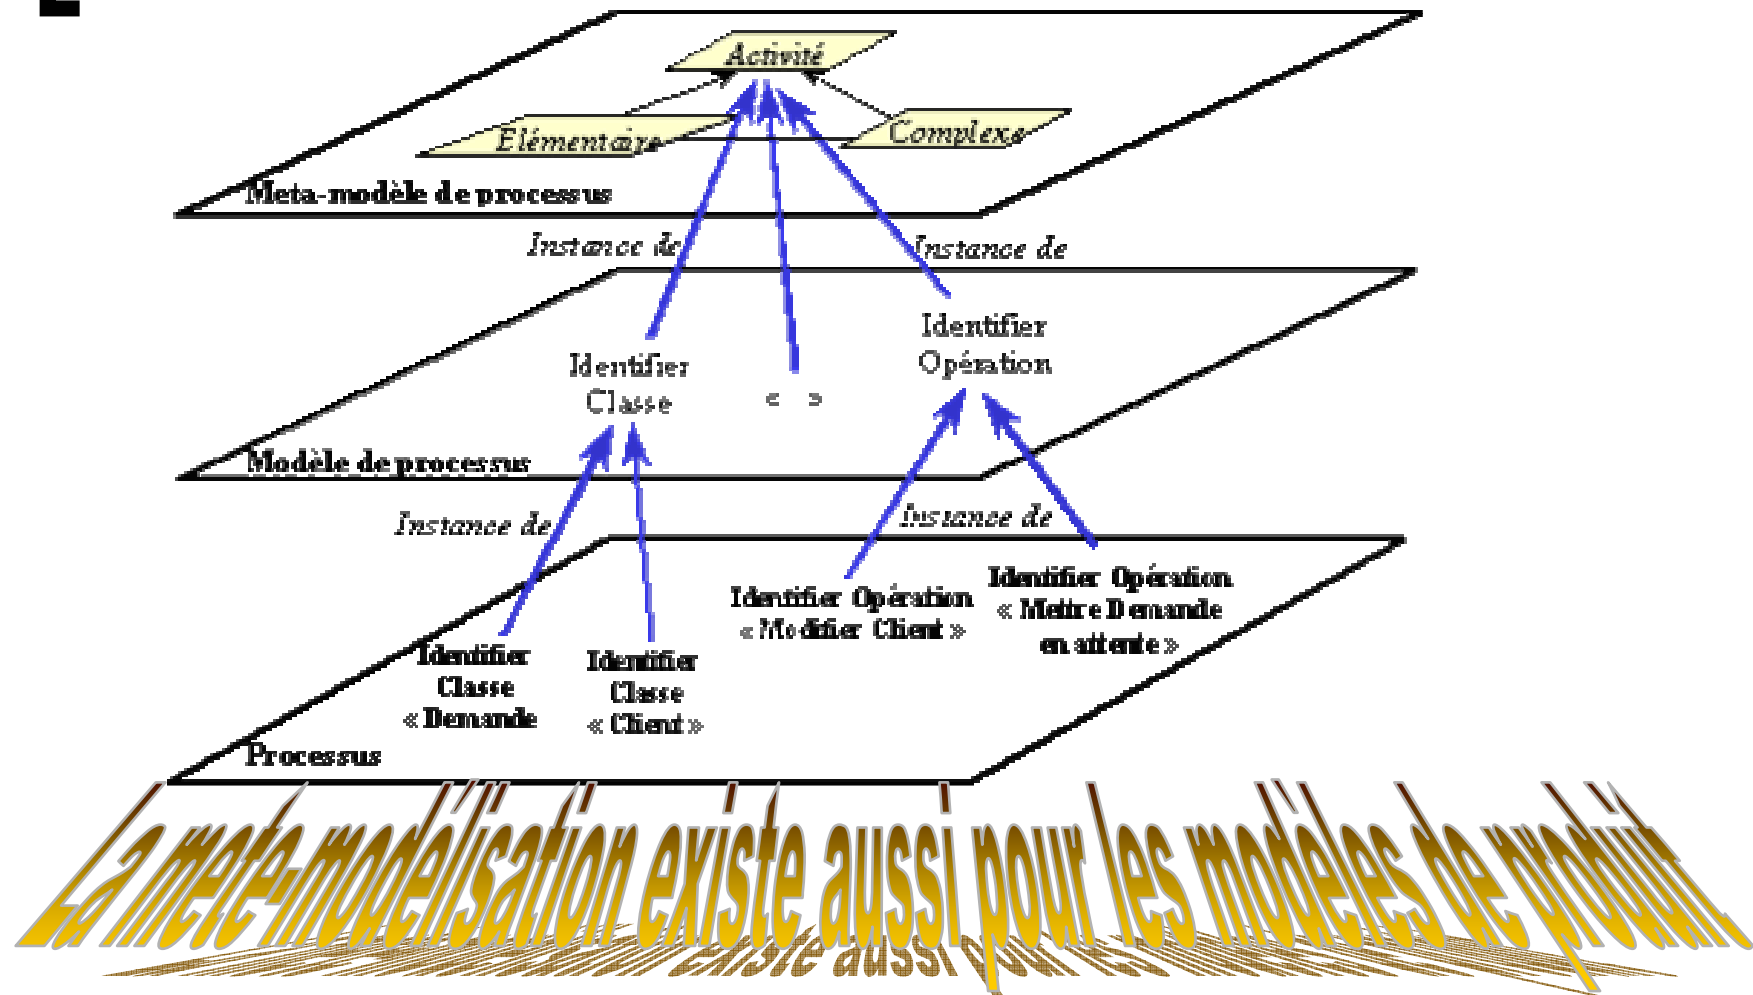 Activité
Elémentaire
Complexe
Meta-modèle de processus
Instance de
Instance de
Identifier
Opération
Identifier
Classe
« »
Modèle de processus
Instance de
Instance de
Identifier Opération
« Mettre Demande
en attente »
Identifier Opération
« Modifier Client »
Identifier
Classe
« Demande
Identifier
Classe
« Client »
Processus
La mete-modélisation existe aussi pour les modèles de produit